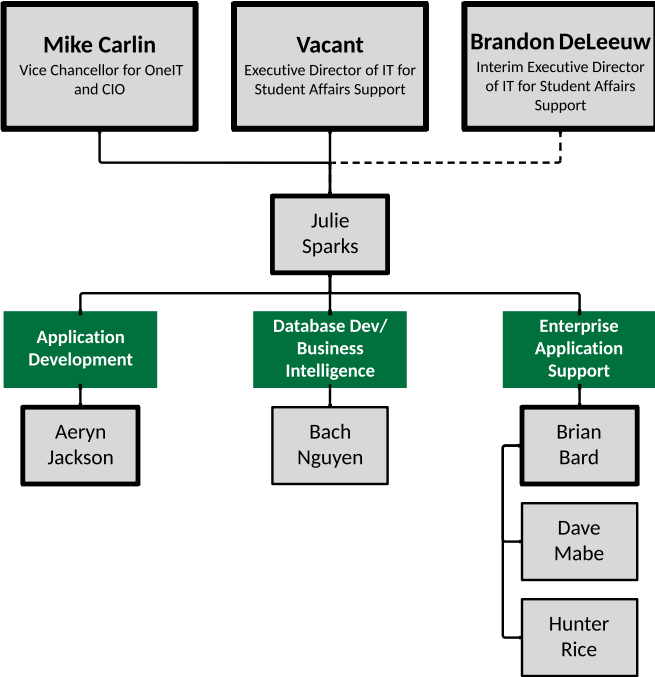 Mike Carlin
Vice Chancellor for OneIT
and CIO
Vacant
Executive Director of IT for
Student Affairs Support
Brandon DeLeeuw
Interim Executive Director
of IT for Student Affairs
Support
Julie
Sparks
Application
Development
Database Dev/
Business
Intelligence
Enterprise
Application
Support
Aeryn
Jackson
Bach
Nguyen
Brian
Bard
Dave
Mabe
Hunter
Rice